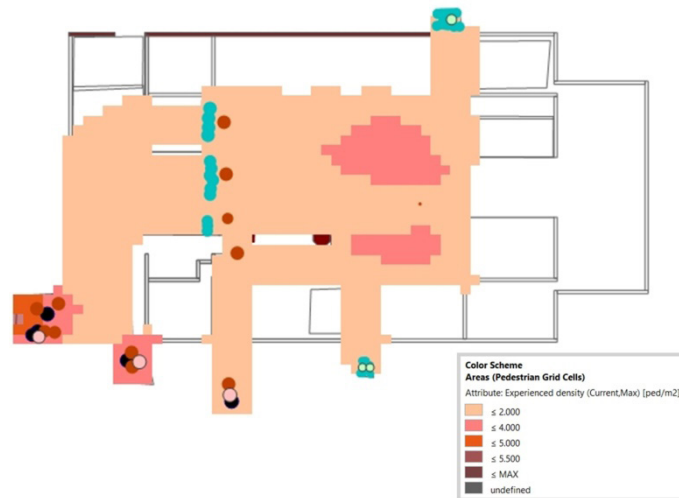 Color Scheme
Areas (Pedestrian Grid Cells)
Attribute: Experienced density (Current,Max) [ped/m2]
≤ 2.000
≤ 4.000
≤ 5.000
≤ 5.500
≤ MAX
undefined